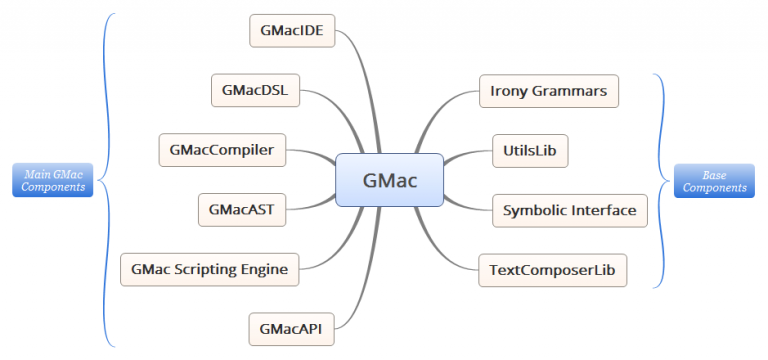 GMacIDE
GMacDSL
GMacCompiler
GMacAST
GMac Scripting Engine
GMacAPI
Main GMac
Components
GMac
Irony Grammars
UtilsLib
Symbolic Interface
TextComposerLib
Base
Components